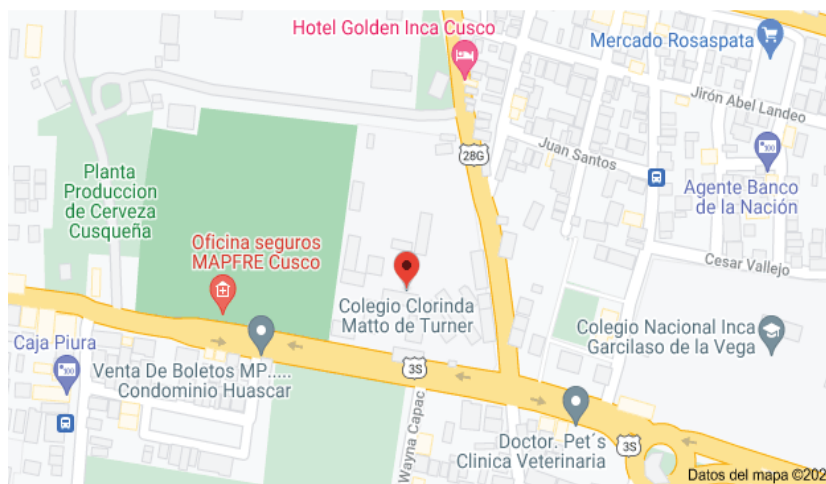 Hotel Golden Inca Cusco
Mercado Rosaspata
Jirón Abel Landeo
28G
Juan Santos
100
Agente Banco
de la Nación
Planta
Produccion
de Cerveza
Cusqueña
Oficina seguros
MAPFRE Cusco
Cesar Vallejo
Colegio Clorinda
Matto de Turner
Colegio Nacional Inca
Garcilaso de la Vega
Caja Piura
100
Venta De Boletos MP.....
Condominio Huascar
3S
Wayna Capac
Doctor. Pet´s
Clinica Veterinaria
3S
Datos del mapa ©202